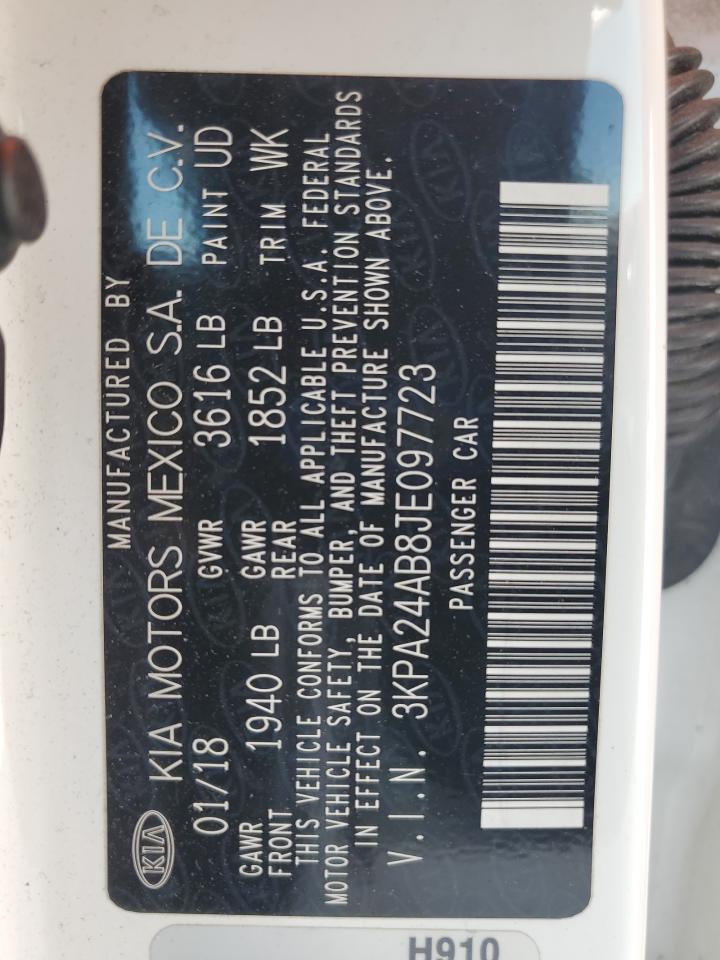 MANUFACTURED BY
KIA KIA MOTORS MEXICO S.A. DE C.V.
01/18 GVWR 3616 LB PAINT UD
GAWR FRONT 1940 LB GAWR REAR 1852 LB TRIM WK
THIS VEHICLE CONFORMS TO ALL APPLICABLE U.S.A. FEDERAL
MOTOR VEHICLE SAFETY, BUMPER, AND THEFT PREVENTION STANDARDS
IN EFFECT ON THE DATE OF MANUFACTURE SHOWN ABOVE.
V.I.N. 3KPA24AB8JE097723
PASSENGER CAR
H910